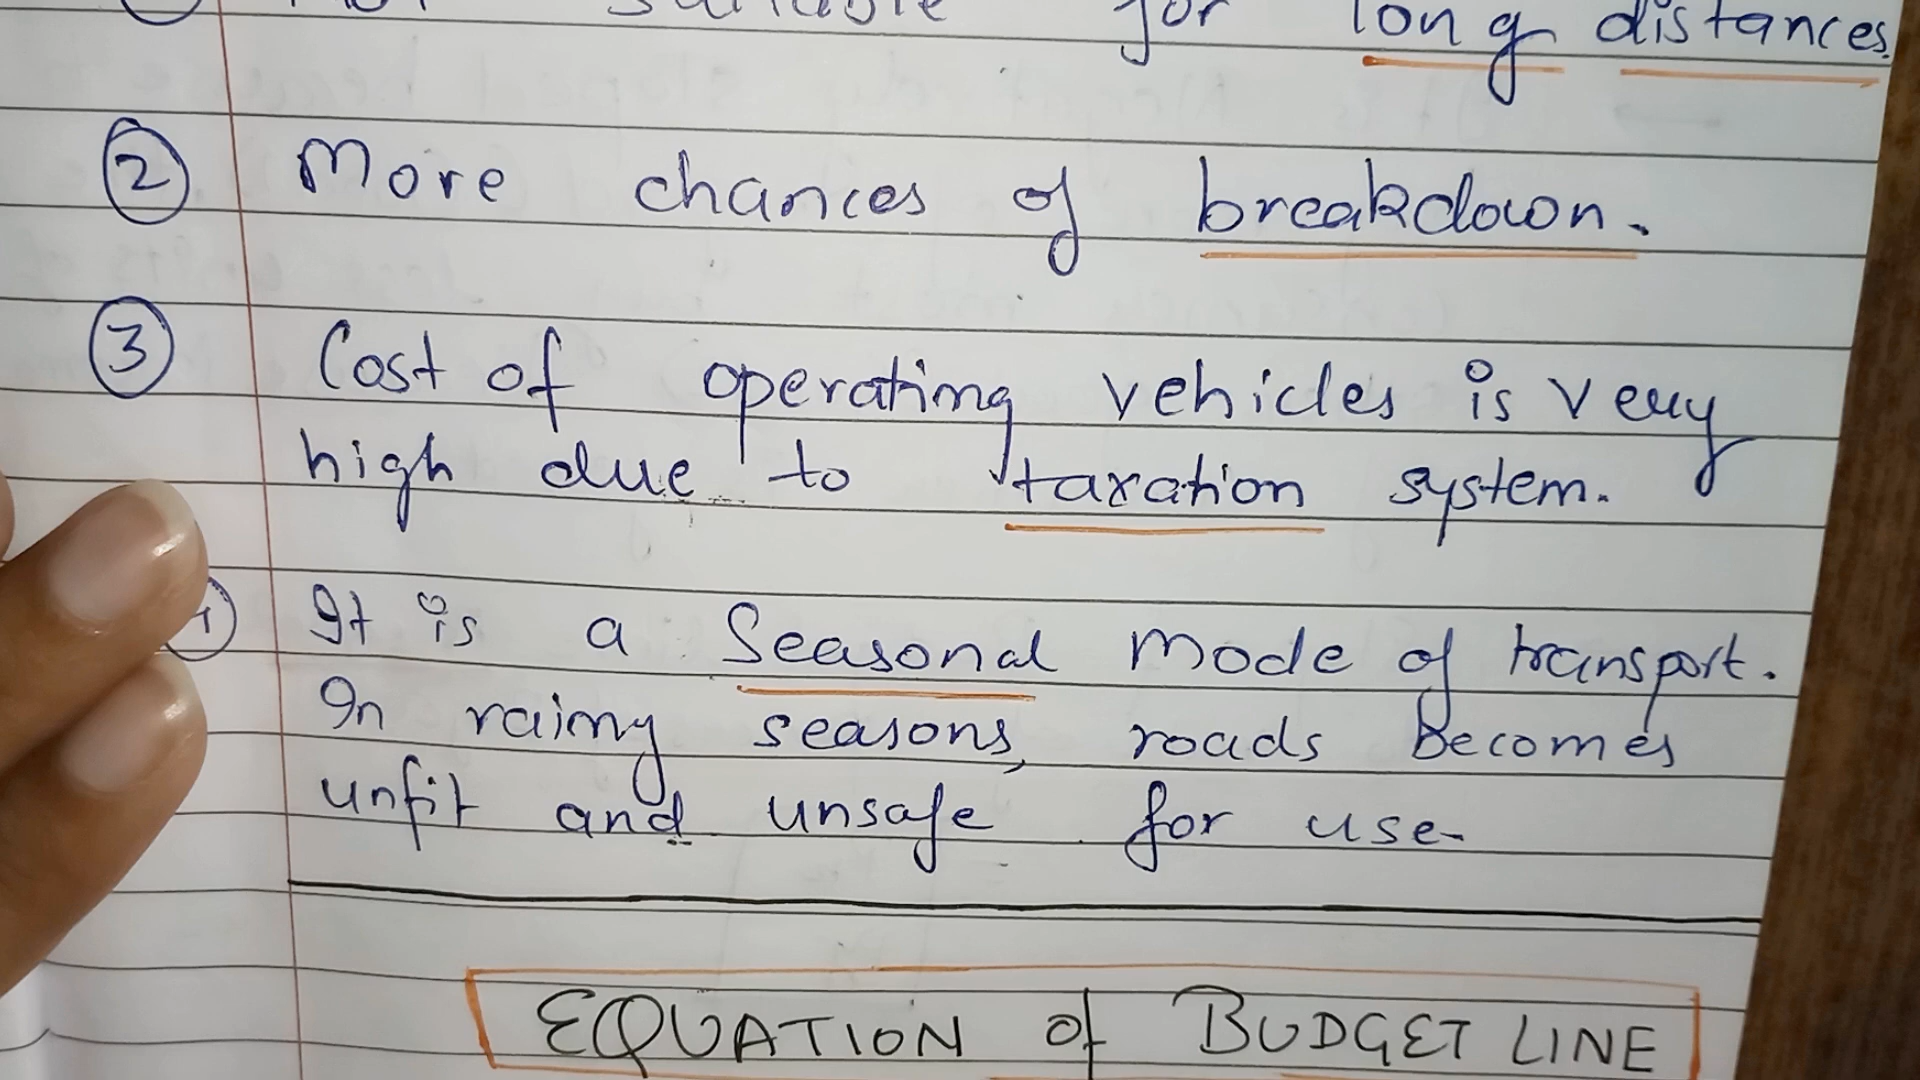 suitable for long distances.
② More chances of breakdown.
③ Cost of operating vehicles is very
high due to taxation system.
It is a Seasonal Mode of transport.
In rainy seasons, roads Becomes
unfit and unsafe for use.
EQUATION of BUDGET LINE